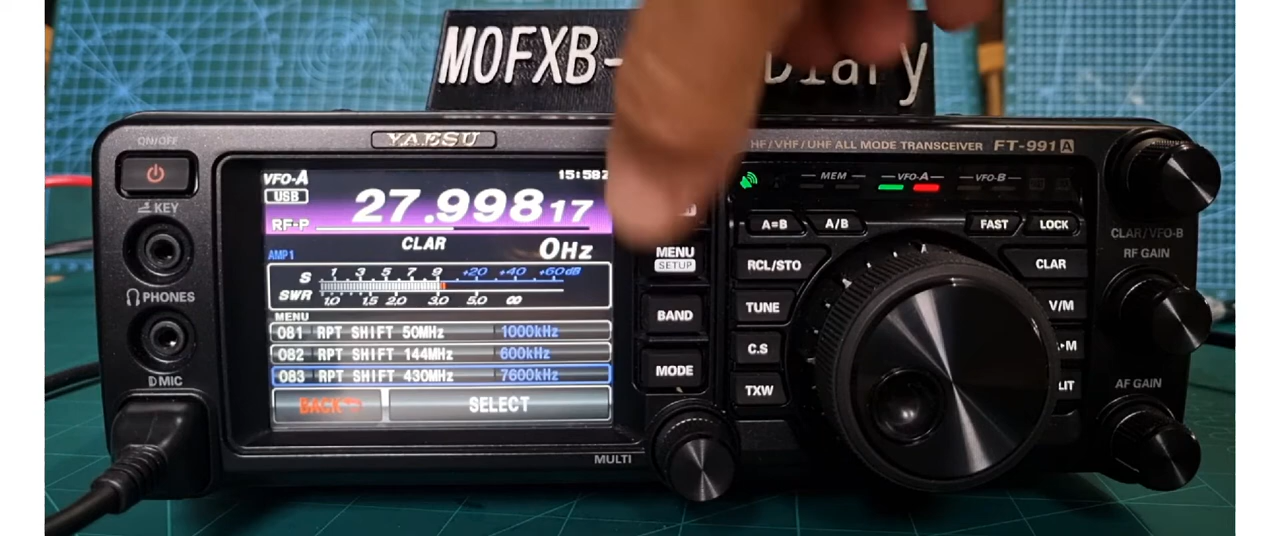 M0FXB- Diary
ON/OFF
YAESU
HF/VHF/UHF ALL MODE TRANSCEIVER FT-991A
VFO-A
15:58
MEM VFO-A VFO-B
USB
27.998 17
KEY
RF-P
A=B A/B FAST LOCK
CLAR/VFO-B
CLAR 0Hz
AMP1
MENU
SETUP
RF GAIN
RCL/STO CLAR
S 1 3 5 7 9 +20 +40 +60dB
PHONES
SWR 1.0 1.5 2.0 3.0 5.0 ∞
TUNE V/M
MENU
BAND
081 RPT SHIFT 50MHz 1000kHz
082 RPT SHIFT 144MHz 600kHz
C.S
083 RPT SHIFT 430MHz 7600kHz
MODE
MIC
TXW
AF GAIN
BACK SELECT
MULTI